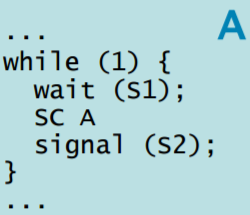 A
...
while (1) {
wait (S1);
SC A
signal (S2);
}
...